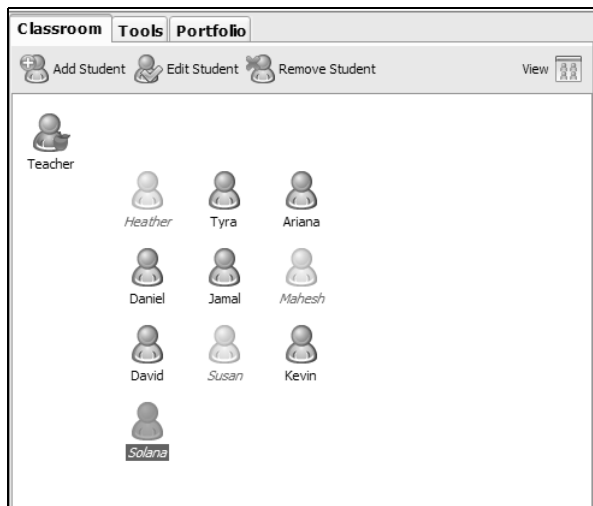 Classroom Tools Portfolio
Add Student Edit Student Remove Student View
Teacher
Heather Tyra Ariana
Daniel Jamal Mahesh
David Susan Kevin
Solana